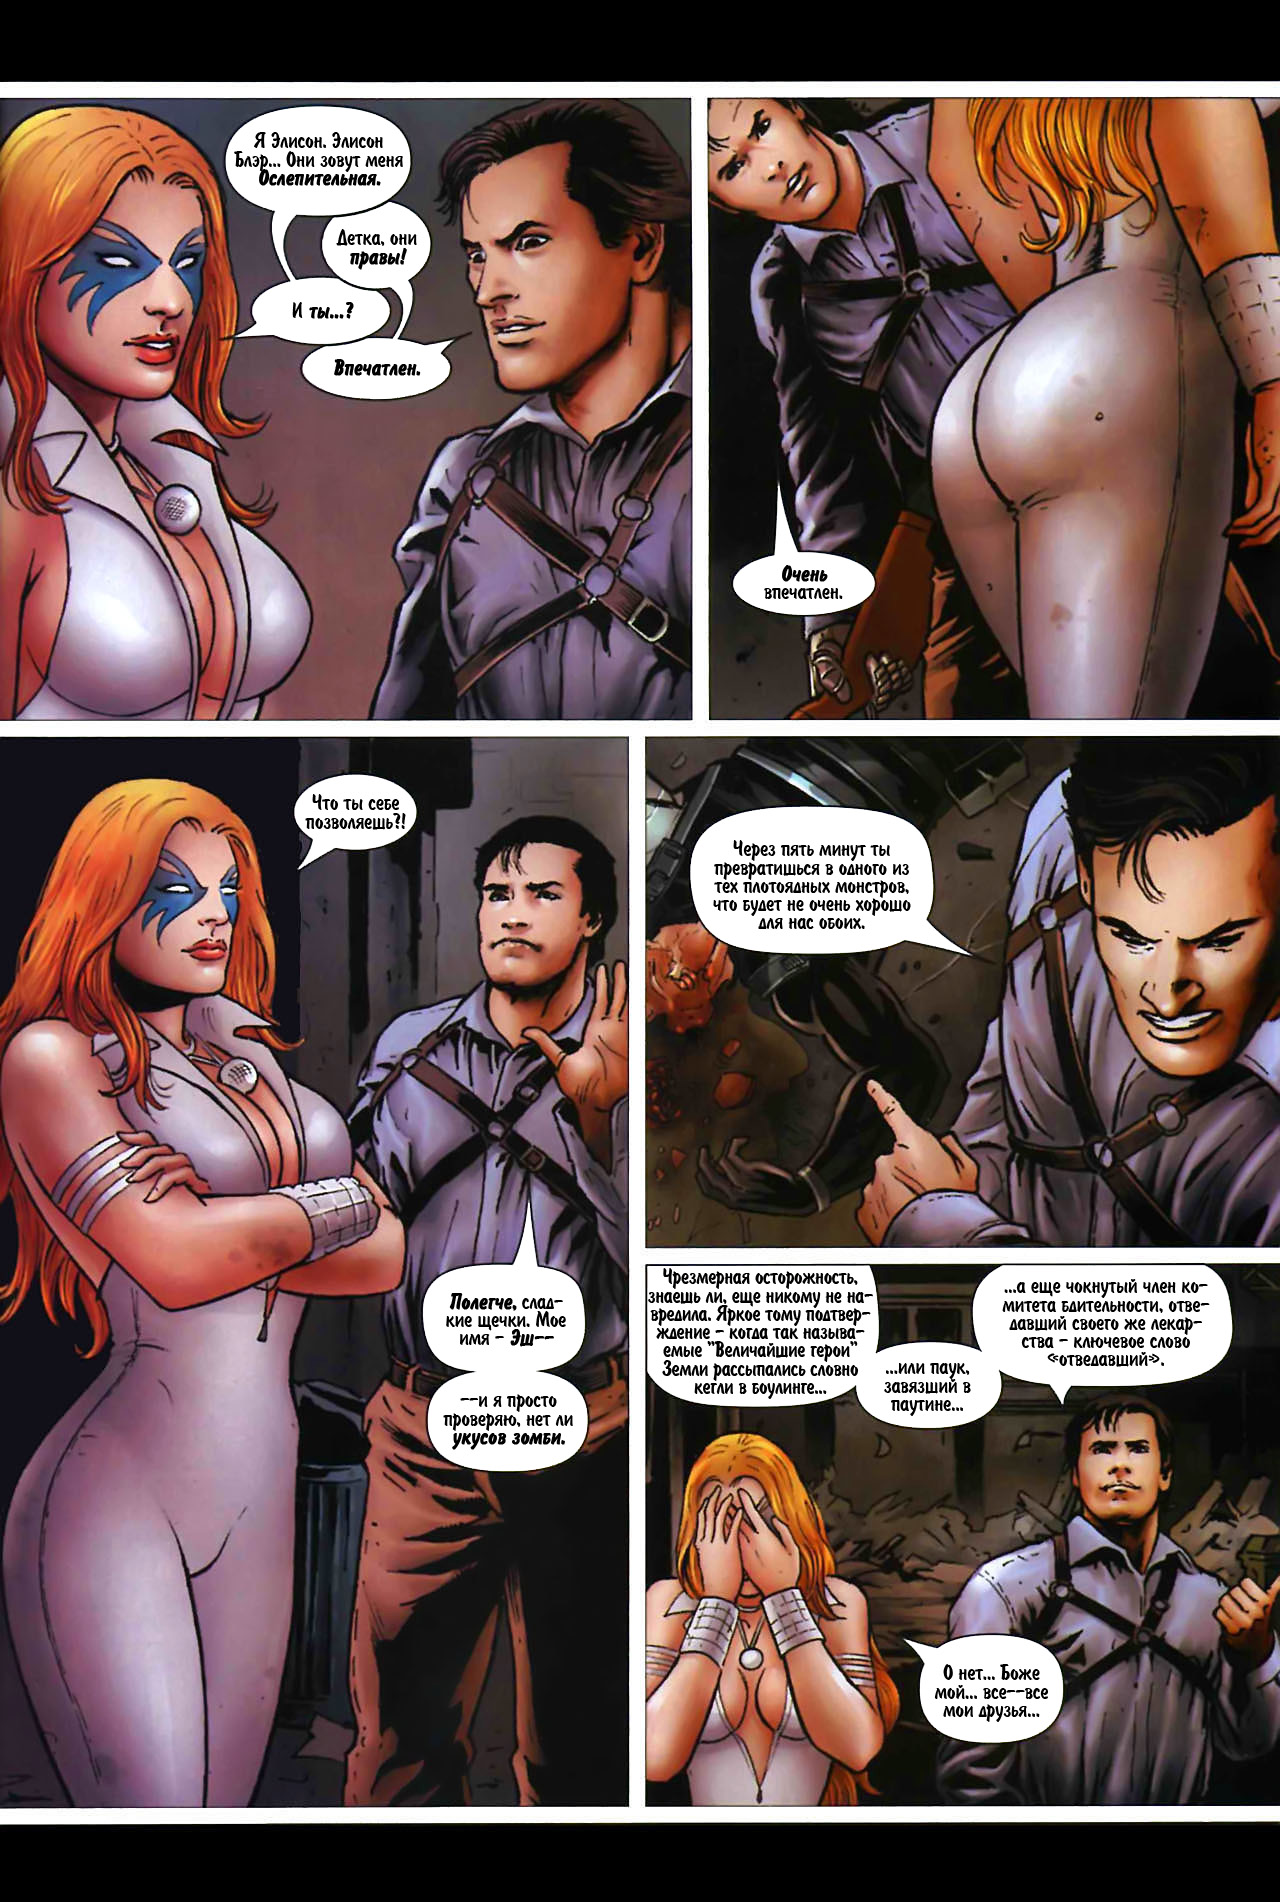 Я Элисон. Элисон
Блэр... Они зовут меня
Ослепительная.
Детка, они
правы!
И ты...?
Впечатлен.
Очень
впечатлен.
Что ты себе
позволяешь?!
Полегче, слад-
кие щечки. Мое
имя - Эш--
--и я просто
проверяю, нет ли
укусов зомби.
Через пять минут ты
превратишься в одного из
тех плотоядных монстров,
что будет не очень хорошо
для нас обоих.
Чрезмерная осторожность,
знаешь ли, еще никому не на-
вредила. Яркое тому подтвер-
ждение - когда так называ-
емые "Величайшие герои"
Земли рассыпались словно
кегли в боулинге...
...или паук,
завязший в
паутине...
...а еще чокнутый член ко-
митета бдительности, отве-
давший своего же лекар-
ства - ключевое слово
«отведавший».
О нет... Боже
мой... все--все
мои друзья...